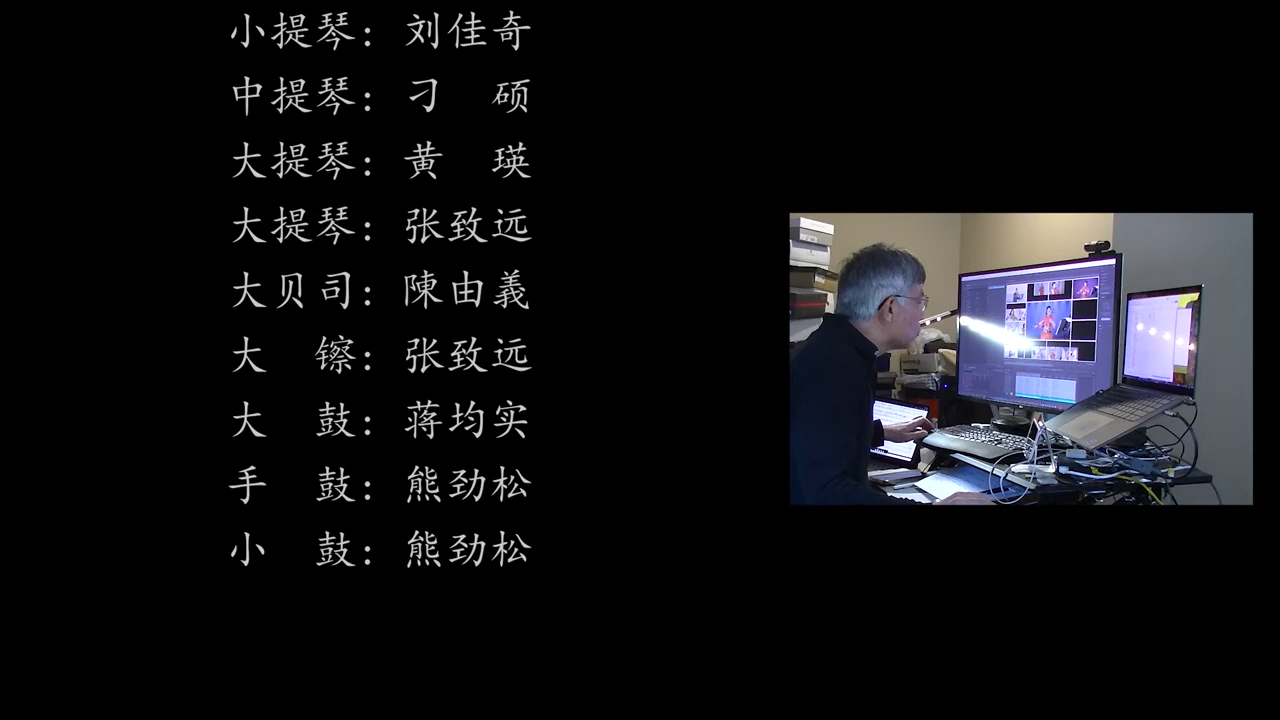 小提琴：刘佳奇
中提琴：刁　硕
大提琴：黄　瑛
大提琴：张致远
大贝司：陳由義
大　镲：张致远
大　鼓：蒋均实
手　鼓：熊劲松
小　鼓：熊劲松